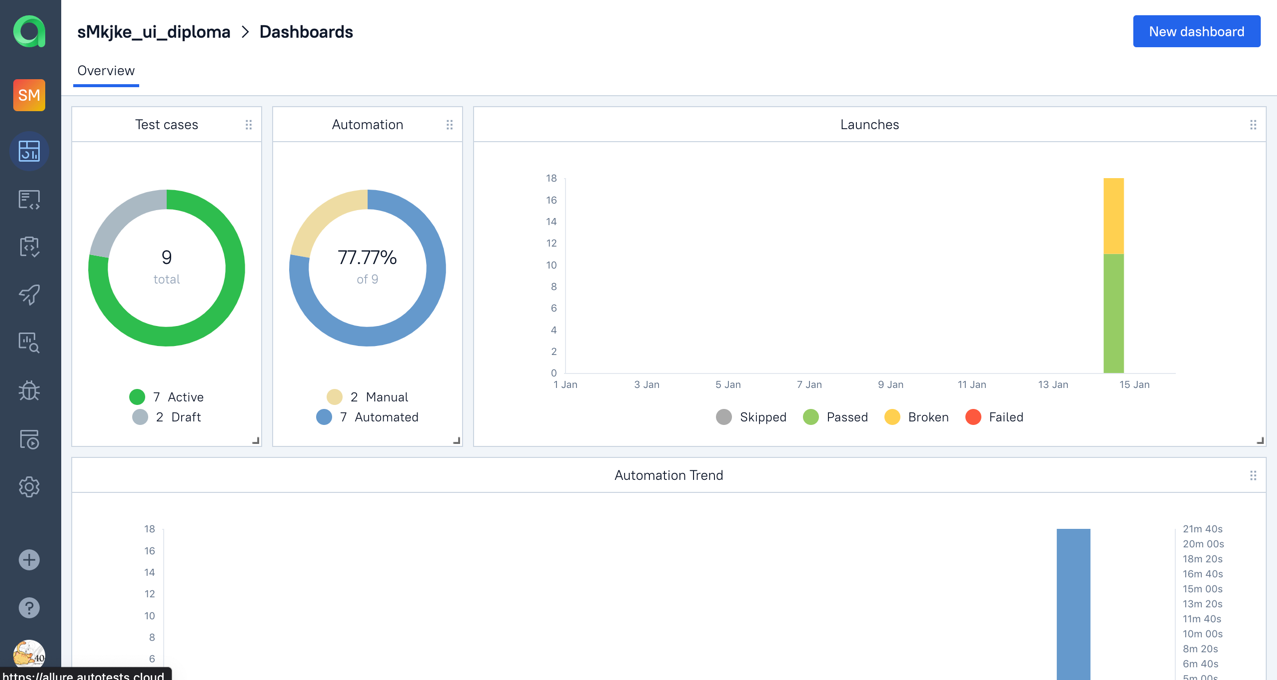 sMkjke_ui_diploma > Dashboards
New dashboard
Overview
SM
Test cases
9
total
7 Active
2 Draft
Automation
77.77%
of 9
2 Manual
7 Automated
Launches
18
16
14
12
10
8
6
4
2
0
1 Jan 3 Jan 5 Jan 7 Jan 9 Jan 11 Jan 13 Jan 15 Jan
Skipped Passed Broken Failed
Automation Trend
18
16
14
12
10
8
6
21m 40s
20m 00s
18m 20s
16m 40s
15m 00s
13m 20s
11m 40s
10m 00s
8m 20s
6m 40s
5m 00s
40
https://allure.autotests.cloud